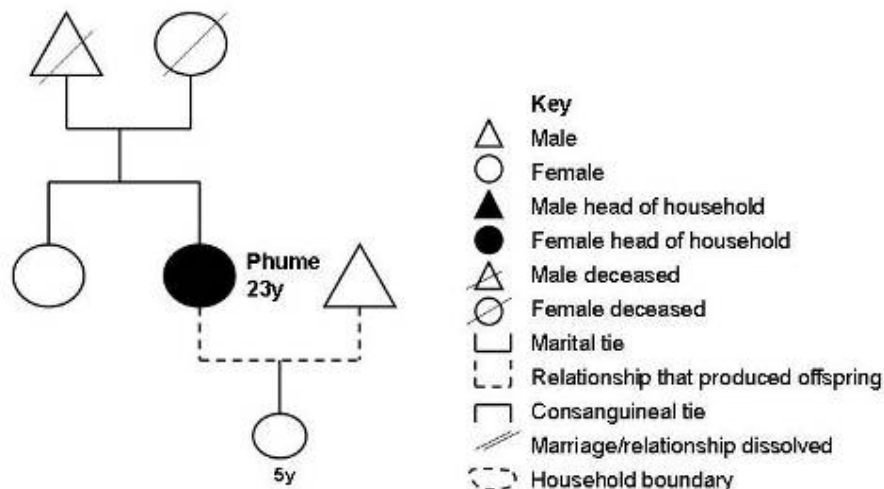 Phume
23y
5y
Key
Male
Female
Male head of household
Female head of household
Male deceased
Female deceased
Marital tie
Relationship that produced offspring
Consanguineal tie
Marriage/relationship dissolved
Household boundary